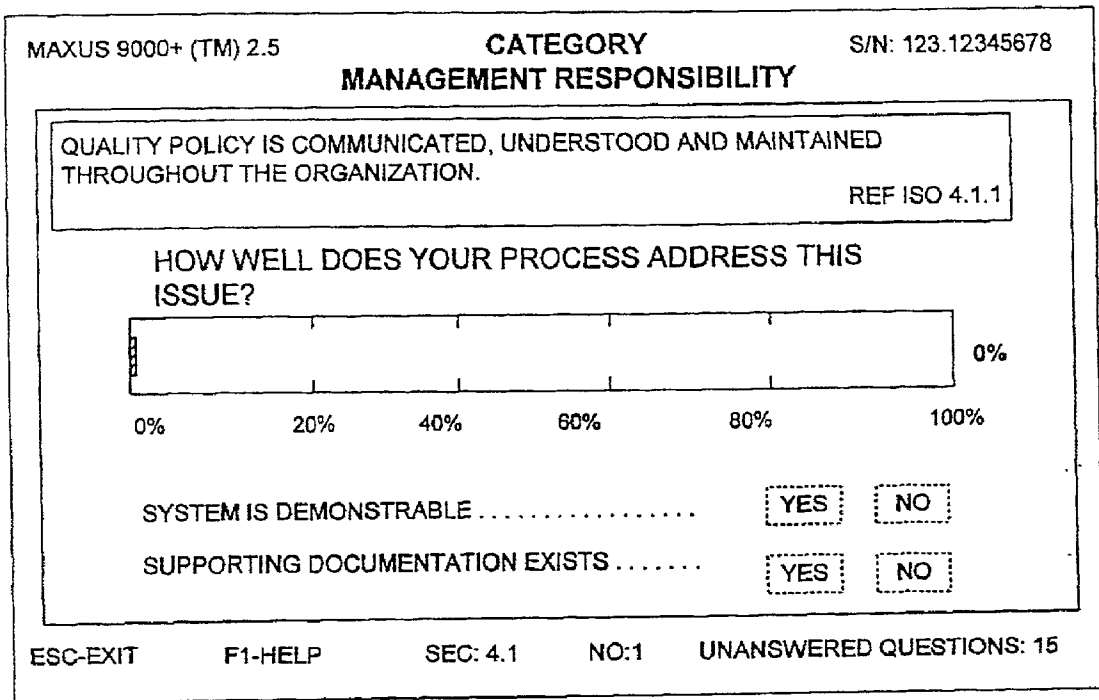 MAXUS 9000+ (TM) 2.5 CATEGORY S/N: 123.12345678
MANAGEMENT RESPONSIBILITY
QUALITY POLICY IS COMMUNICATED, UNDERSTOOD AND MAINTAINED
THROUGHOUT THE ORGANIZATION.
REF ISO 4.1.1
HOW WELL DOES YOUR PROCESS ADDRESS THIS
ISSUE?
0%
0% 20% 40% 60% 80% 100%
SYSTEM IS DEMONSTRABLE ................. YES NO
SUPPORTING DOCUMENTATION EXISTS ....... YES NO
ESC-EXIT F1-HELP SEC: 4.1 NO:1 UNANSWERED QUESTIONS: 15